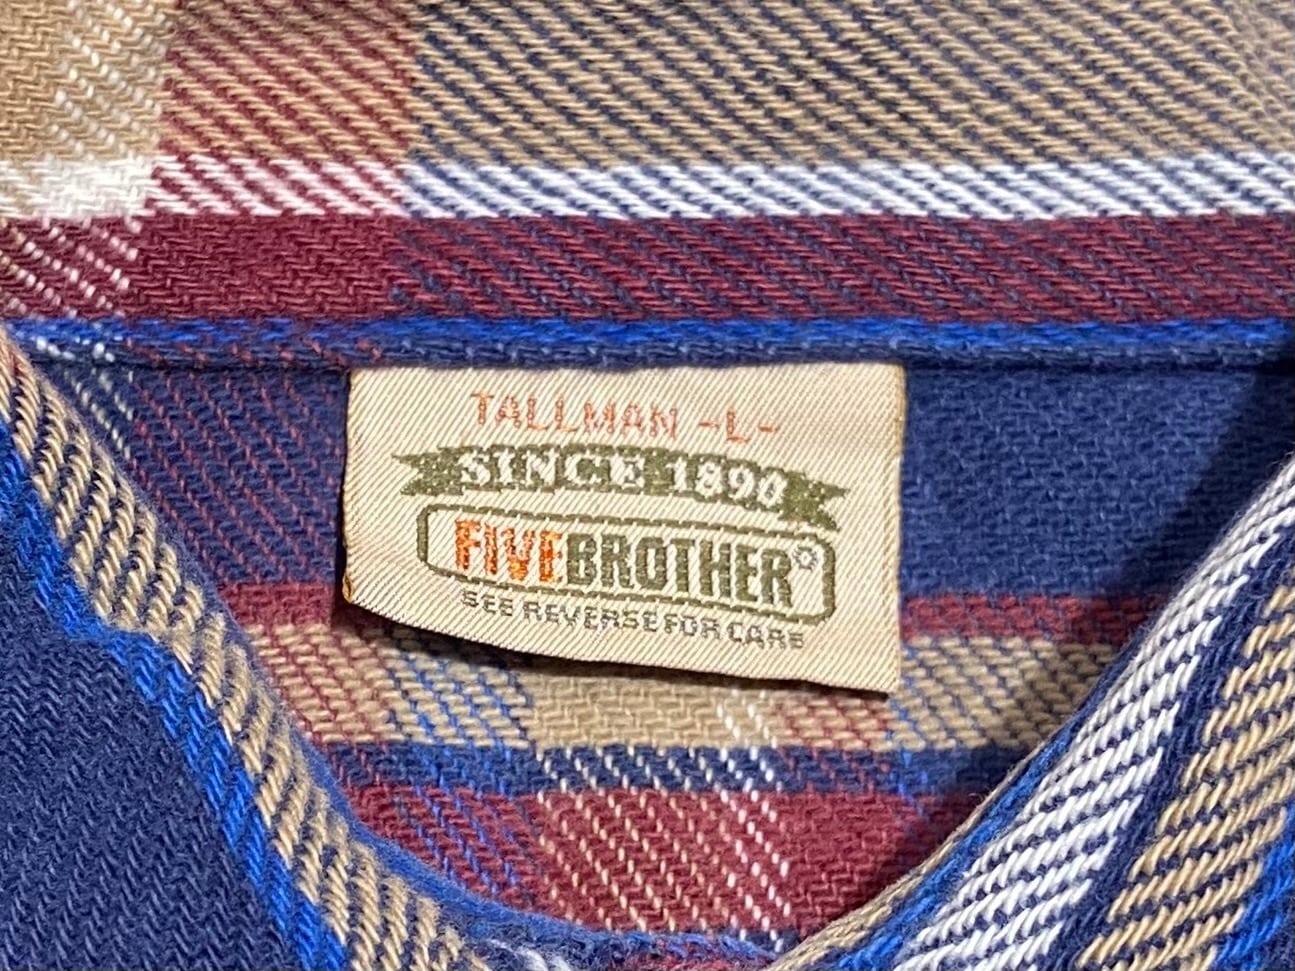 TALLMAN -L-
SINCE 1890
FIVEBROTHER®
SEE REVERSE FOR CARE